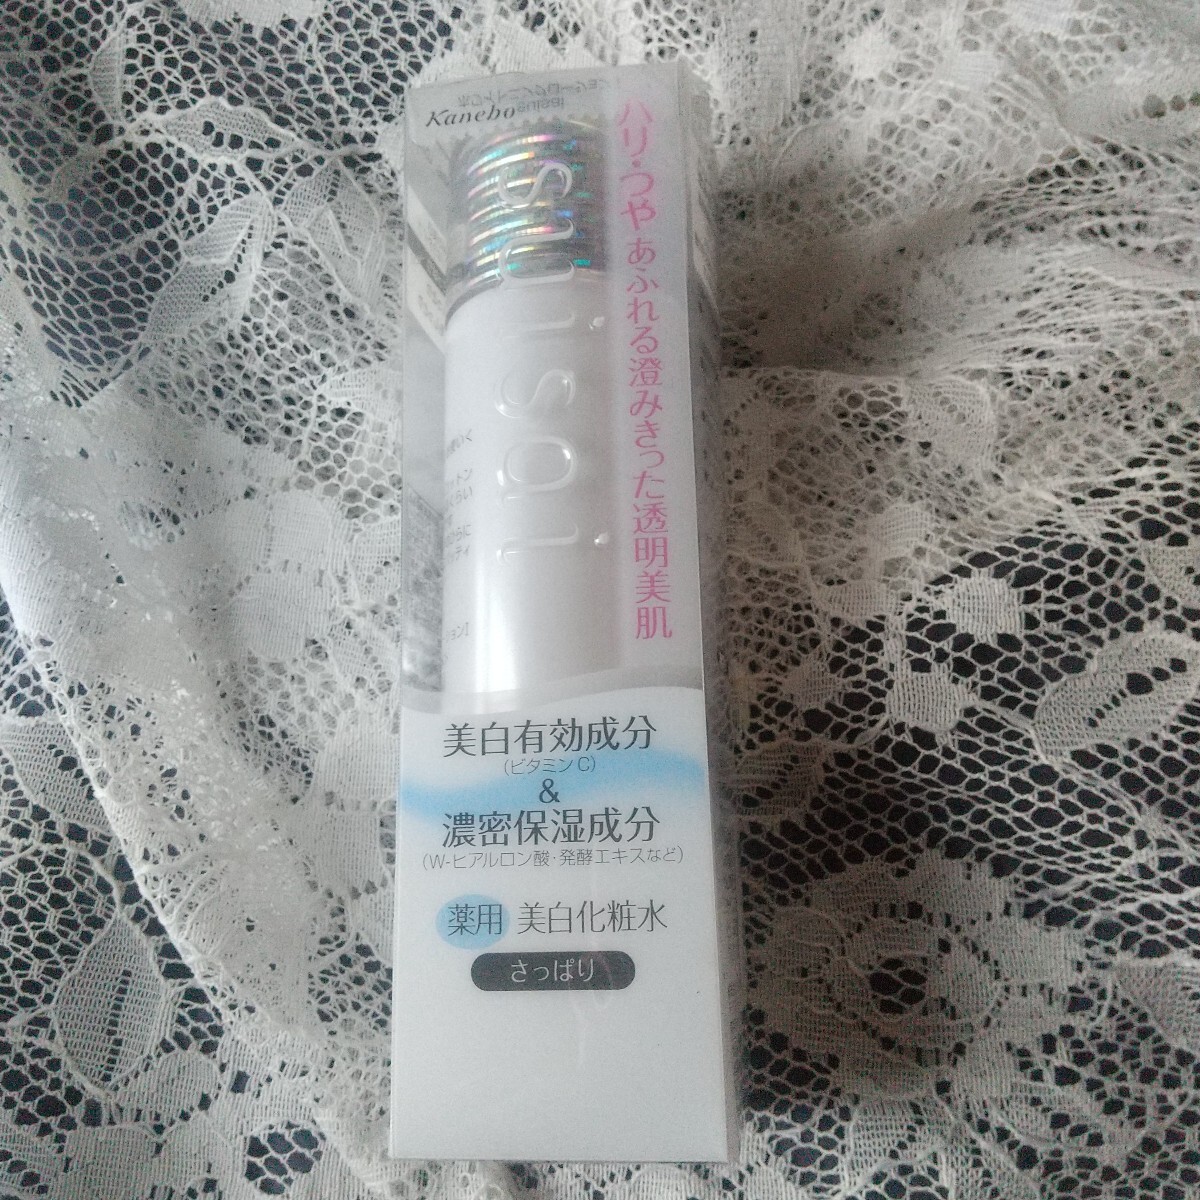 Kanebo
suisai
ハリ・つや あふれる澄みきった透明美肌
美白有効成分
(ビタミンC)
&
濃密保湿成分
(W-ヒアルロン酸・発酵エキスなど)
薬用 美白化粧水
さっぱり